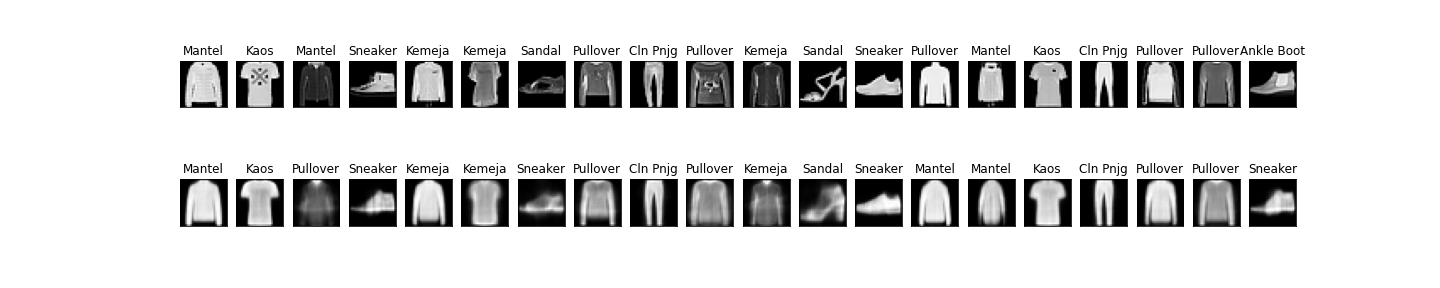 Mantel Kaos Mantel Sneaker Kemeja Kemeja Sandal Pullover Cln Pnjg Pullover Kemeja Sandal Sneaker Pullover Mantel Kaos Cln Pnjg Pullover Pullover Ankle Boot
Mantel Kaos Pullover Sneaker Kemeja Kemeja Sneaker Pullover Cln Pnjg Pullover Kemeja Sandal Sneaker Mantel Mantel Kaos Cln Pnjg Pullover Pullover Sneaker